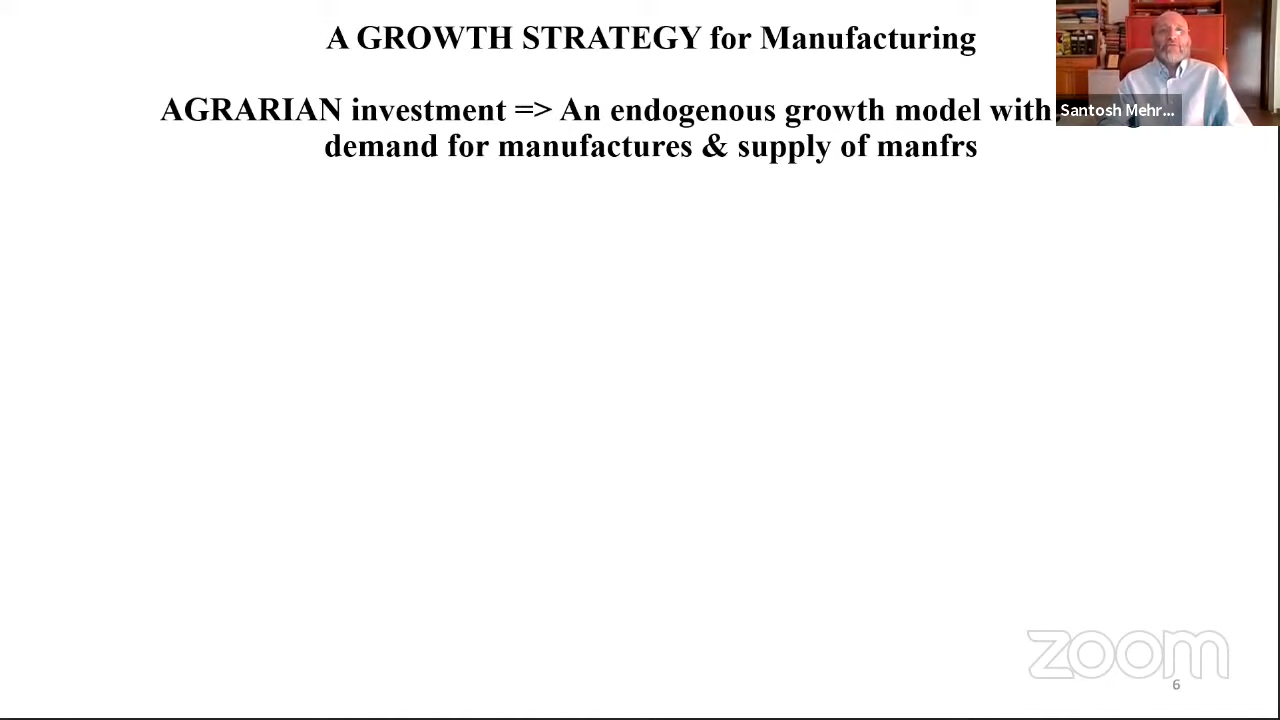 A GROWTH STRATEGY for Manufacturing
AGRARIAN investment => An endogenous growth model with
demand for manufactures & supply of manfrs
Santosh Mehr...
zoom
6